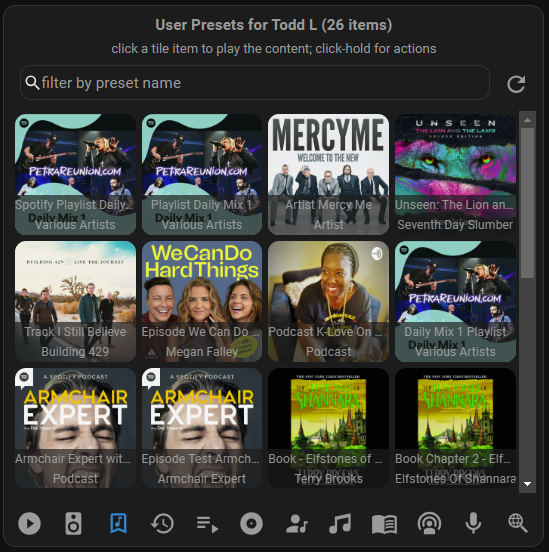 User Presets for Todd L (26 items)
click a tile item to play the content; click-hold for actions
filter by preset name
PETRAREUNION.COM
Spotify Playlist Daily...
Daily Mix 1
Various Artists
PETRAREUNION.COM
Playlist Daily Mix 1
Daily Mix 1
Various Artists
MERCYME
WELCOME TO THE NEW
Artist Mercy Me
Artist
UNSEEN
THE LION AND THE LAMB
DELUXE EDITION
Unseen: The Lion an...
Seventh Day Slumber
BUILDING 429
LIVE THE JOURNEY
Track I Still Believe
Building 429
We Can Do
Hard Things
Episode We Can Do ...
Megan Falley
Podcast K-Love On ...
Podcast
PETRAREUNION.COM
Daily Mix 1 Playlist
Daily Mix 1
Various Artists
A SPOTIFY PODCAST
ARMCHAIR
EXPERT
Armchair Expert wit...
Podcast
A SPOTIFY PODCAST
ARMCHAIR
EXPERT
Episode Test Armch...
Armchair Expert
THE NEW YORK TIMES BESTSELLER
SHANNARA
Book - Elfstones of ...
TERRY BROOKS
Terry Brooks
THE NEW YORK TIMES BESTSELLER
SHANNARA
Book Chapter 2 - Elf...
TERRY BROOKS
Elfstones Of Shannara